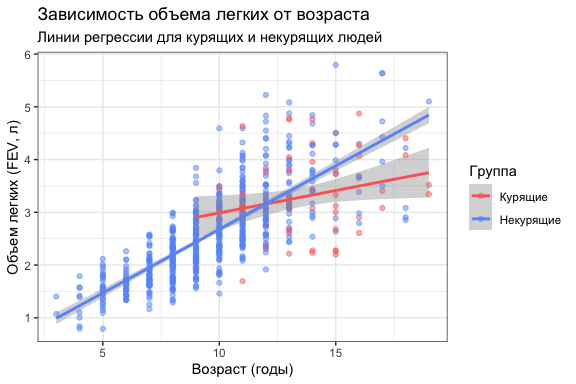 Зависимость объема легких от возраста
Линии регрессии для курящих и некурящих людей
Объем легких (FEV, л)
6
5
4
3
2
1
5
10
15
Возраст (годы)
Группа
Курящие
Некурящие